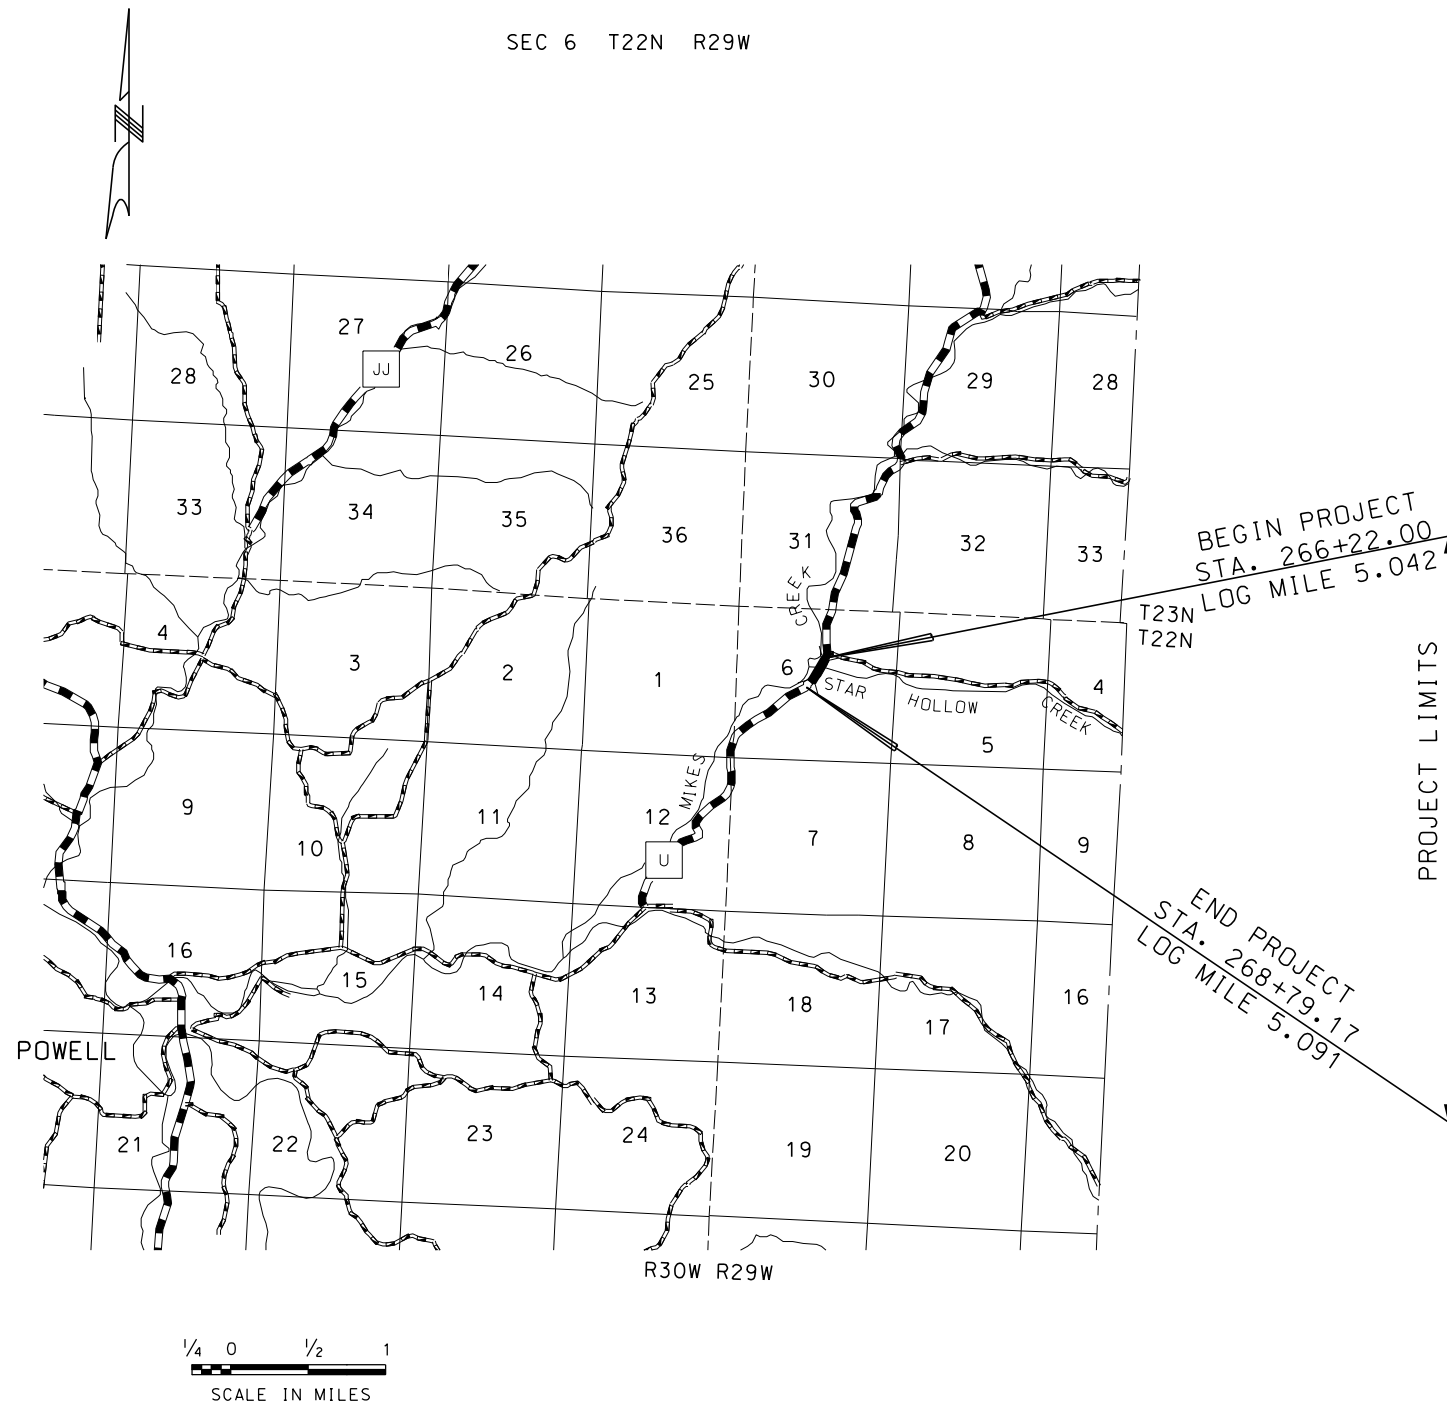 SEC 6 T22N R29W
N
27
JJ
26
28
25
30
29
28
33
34
35
36
31
32
33
BEGIN PROJECT
STA. 266+22.00
LOG MILE 5.042
T23N
T22N
CREEK
4
3
2
1
6
STAR HOLLOW CREEK
4
5
PROJECT LIMITS
MIKES
9
10
11
12
U
7
8
9
END PROJECT
STA. 268+79.17
LOG MILE 5.091
16
15
14
13
18
17
16
POWELL
21
22
23
24
19
20
R30W R29W
1/4 0 1/2 1
SCALE IN MILES